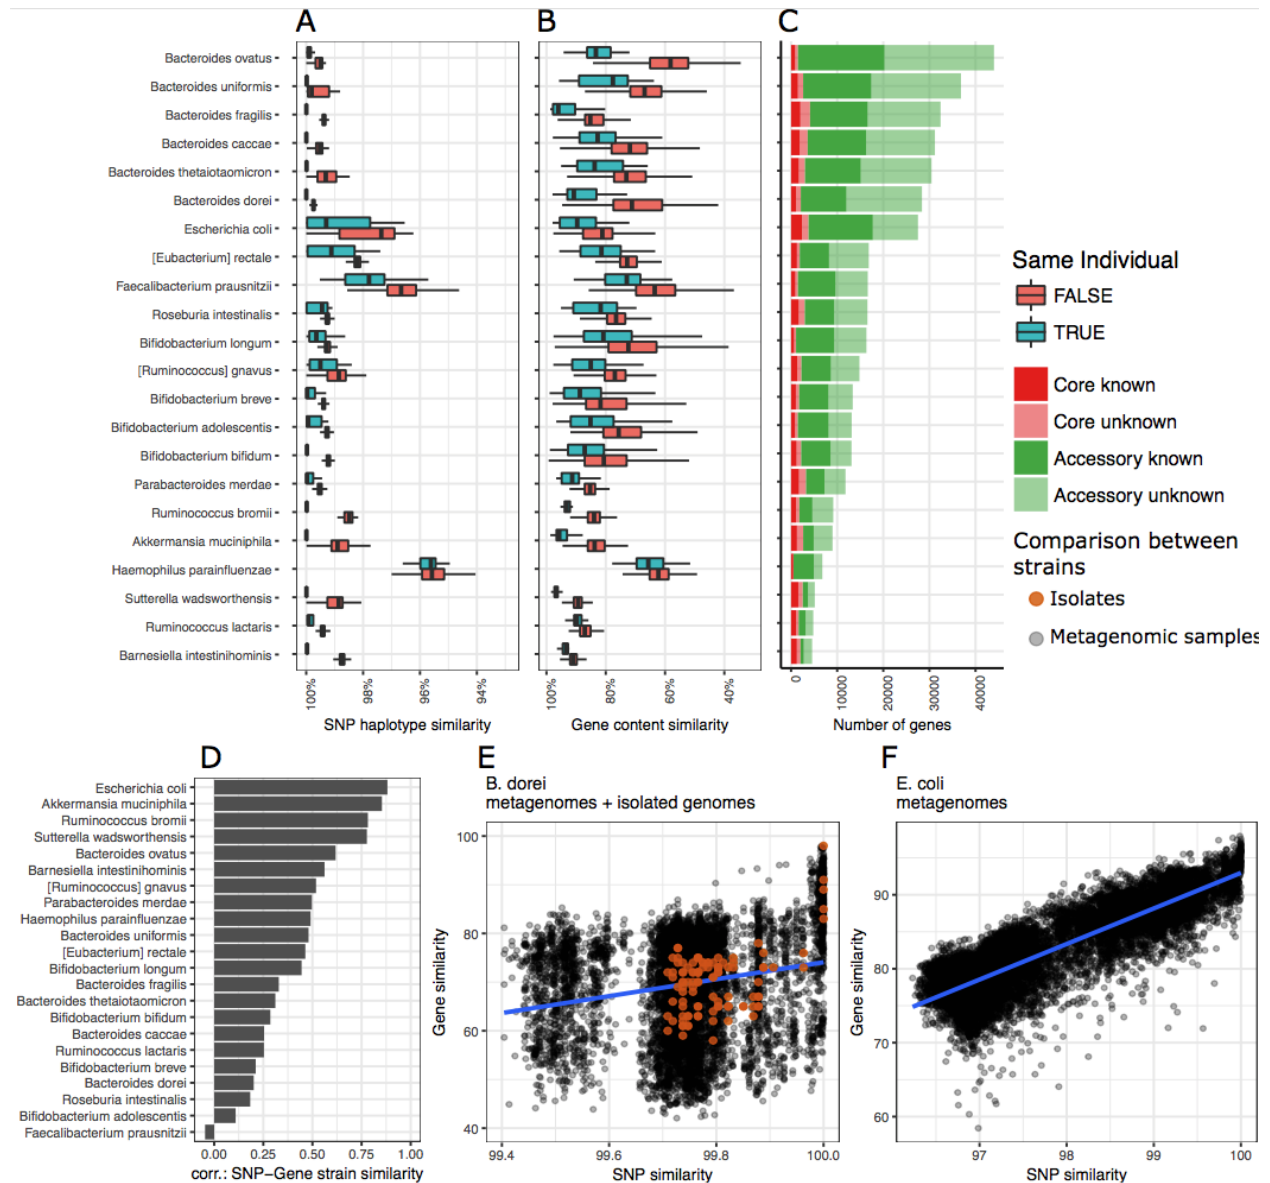 A
B
C
Bacteroides ovatus
Bacteroides uniformis
Bacteroides fragilis
Bacteroides caccae
Bacteroides thetaiotaomicron
Bacteroides dorei
Escherichia coli
[Eubacterium] rectale
Faecalibacterium prausnitzii
Roseburia intestinalis
Bifidobacterium longum
[Ruminococcus] gnavus
Bifidobacterium breve
Bifidobacterium adolescentis
Bifidobacterium bifidum
Parabacteroides merdae
Ruminococcus bromii
Akkermansia muciniphila
Haemophilus parainfluenzae
Sutterella wadsworthensis
Ruminococcus lactaris
Barnesiella intestinihominis
100%
98%
96%
94%
SNP haplotype similarity
100%
80%
60%
40%
Gene content similarity
0
10000
20000
30000
40000
Number of genes
Same Individual
FALSE
TRUE
Core known
Core unknown
Accessory known
Accessory unknown
Comparison between
strains
Isolates
Metagenomic samples
D
Escherichia coli
Akkermansia muciniphila
Ruminococcus bromii
Sutterella wadsworthensis
Bacteroides ovatus
Barnesiella intestinihominis
[Ruminococcus] gnavus
Parabacteroides merdae
Haemophilus parainfluenzae
Bacteroides uniformis
[Eubacterium] rectale
Bifidobacterium longum
Bacteroides fragilis
Bacteroides thetaiotaomicron
Bifidobacterium bifidum
Bacteroides caccae
Ruminococcus lactaris
Bifidobacterium breve
Bacteroides dorei
Roseburia intestinalis
Bifidobacterium adolescentis
Faecalibacterium prausnitzii
0.00 0.25 0.50 0.75 1.00
corr.: SNP−Gene strain similarity
E
B. dorei
metagenomes + isolated genomes
Gene similarity
100
80
60
40
99.4 99.6 99.8 100.0
SNP similarity
F
E. coli
metagenomes
Gene similarity
90
80
70
60
97 98 99 100
SNP similarity